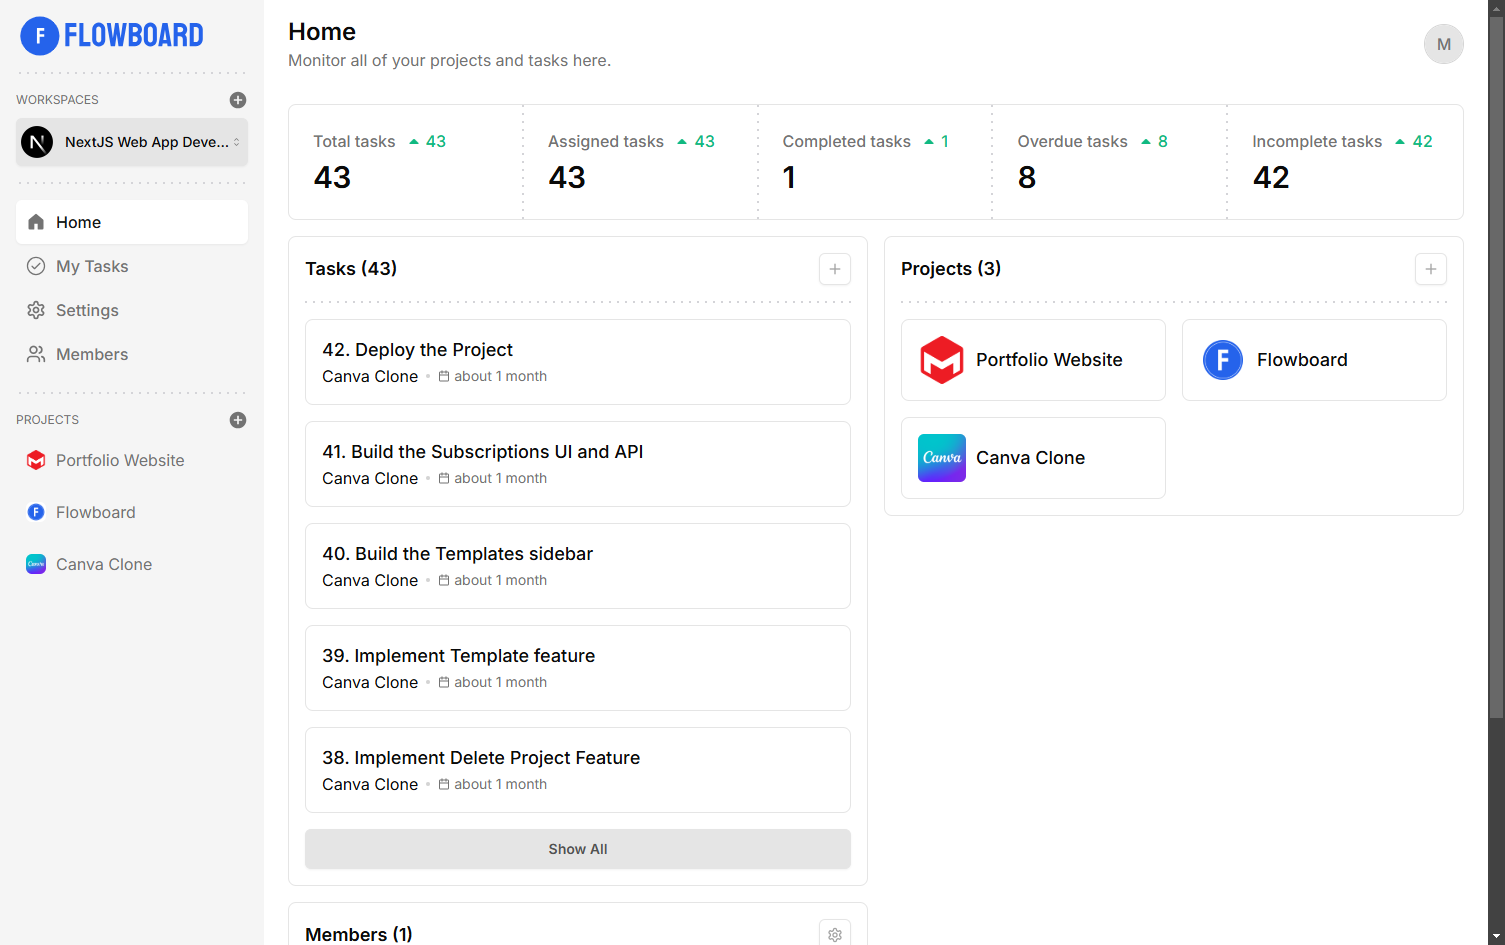 F FLOWBOARD
WORKSPACES
N NextJS Web App Deve...
Home
My Tasks
Settings
Members
PROJECTS
Portfolio Website
F Flowboard
Canva Canva Clone
Home
Monitor all of your projects and tasks here.
M
Total tasks 43
43
Assigned tasks 43
43
Completed tasks 1
1
Overdue tasks 8
8
Incomplete tasks 42
42
Tasks (43)
42. Deploy the Project
Canva Clone • about 1 month
41. Build the Subscriptions UI and API
Canva Clone • about 1 month
40. Build the Templates sidebar
Canva Clone • about 1 month
39. Implement Template feature
Canva Clone • about 1 month
38. Implement Delete Project Feature
Canva Clone • about 1 month
Show All
Members (1)
Projects (3)
Portfolio Website
F Flowboard
Canva Canva Clone